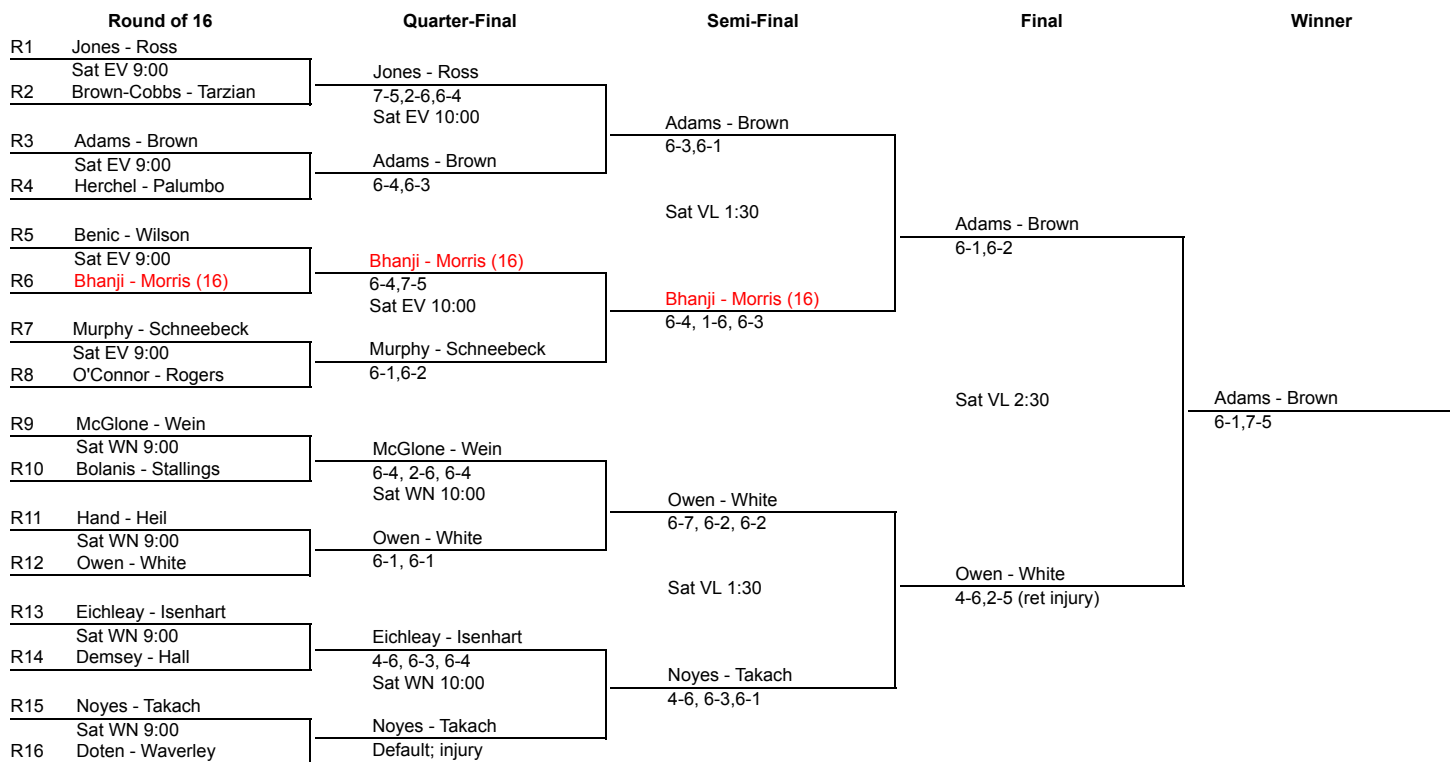 Round of 16 Quarter-Final Semi-Final Final Winner
R1 Jones - Ross
Sat EV 9:00
R2 Brown-Cobbs - Tarzian
R3 Adams - Brown
Sat EV 9:00
R4 Herchel - Palumbo
R5 Benic - Wilson
Sat EV 9:00
R6 Bhanji - Morris (16)
R7 Murphy - Schneebeck
Sat EV 9:00
R8 O'Connor - Rogers
R9 McGlone - Wein
Sat WN 9:00
R10 Bolanis - Stallings
R11 Hand - Heil
Sat WN 9:00
R12 Owen - White
R13 Eichleay - Isenhart
Sat WN 9:00
R14 Demsey - Hall
R15 Noyes - Takach
Sat WN 9:00
R16 Doten - Waverley
Jones - Ross
7-5,2-6,6-4
Sat EV 10:00
Adams - Brown
6-4,6-3
Bhanji - Morris (16)
6-4,7-5
Sat EV 10:00
Murphy - Schneebeck
6-1,6-2
McGlone - Wein
6-4, 2-6, 6-4
Sat WN 10:00
Owen - White
6-1, 6-1
Eichleay - Isenhart
4-6, 6-3, 6-4
Sat WN 10:00
Noyes - Takach
Default; injury
Adams - Brown
6-3,6-1
Sat VL 1:30
Bhanji - Morris (16)
6-4, 1-6, 6-3
Owen - White
6-7, 6-2, 6-2
Sat VL 1:30
Noyes - Takach
4-6, 6-3,6-1
Adams - Brown
6-1,6-2
Sat VL 2:30
Owen - White
4-6,2-5 (ret injury)
Adams - Brown
6-1,7-5